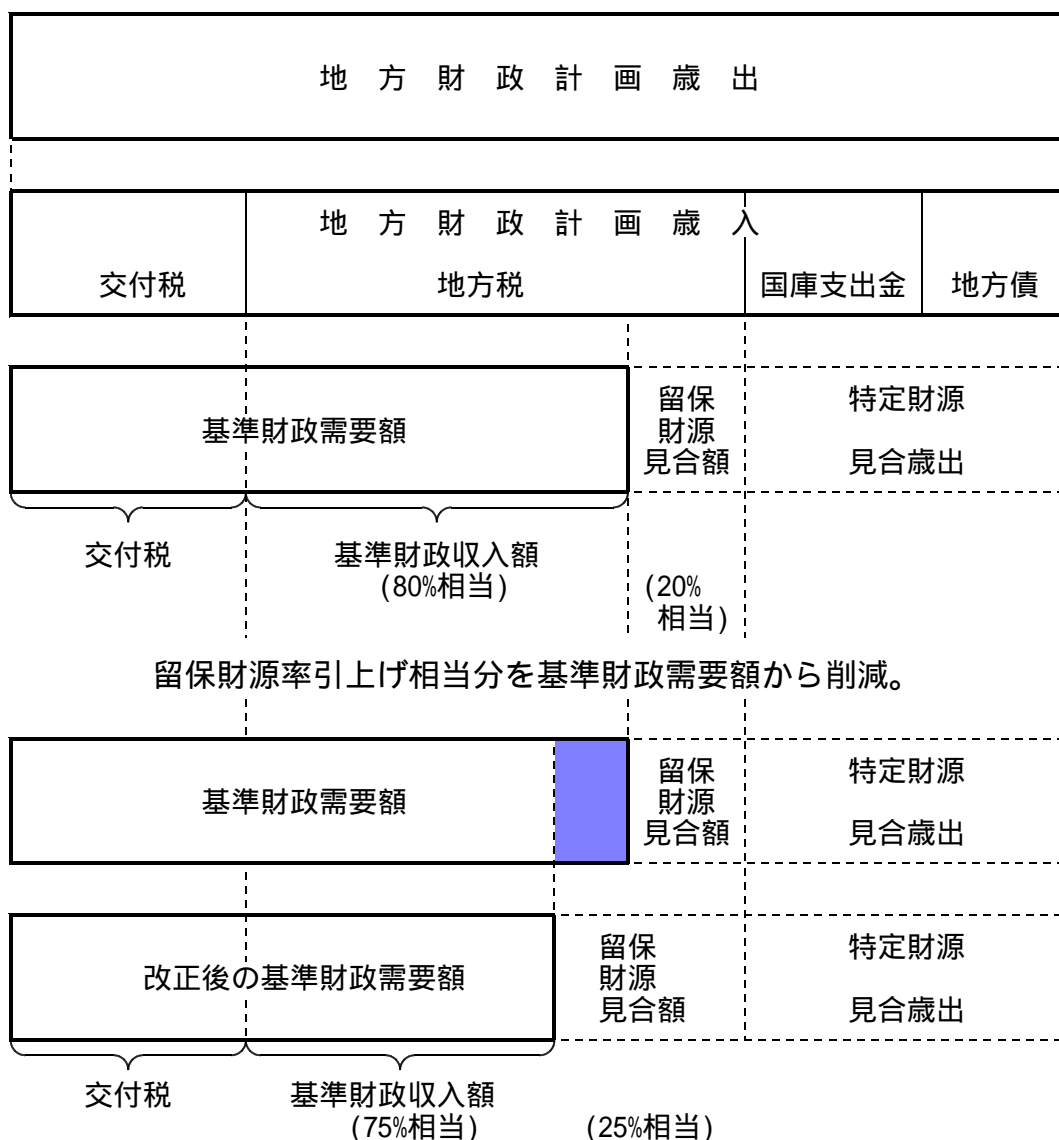 地方財政計画歳出
地方財政計画歳入
交付税 地方税 国庫支出金 地方債
基準財政需要額
留保
財源
見合額
特定財源
見合歳出
交付税
基準財政収入額
(80%相当)
(20%
相当)
留保財源率引上げ相当分を基準財政需要額から削減。
基準財政需要額
留保
財源
見合額
特定財源
見合歳出
改正後の基準財政需要額
留保
財源
見合額
特定財源
見合歳出
交付税
基準財政収入額
(75%相当)
(25%相当)